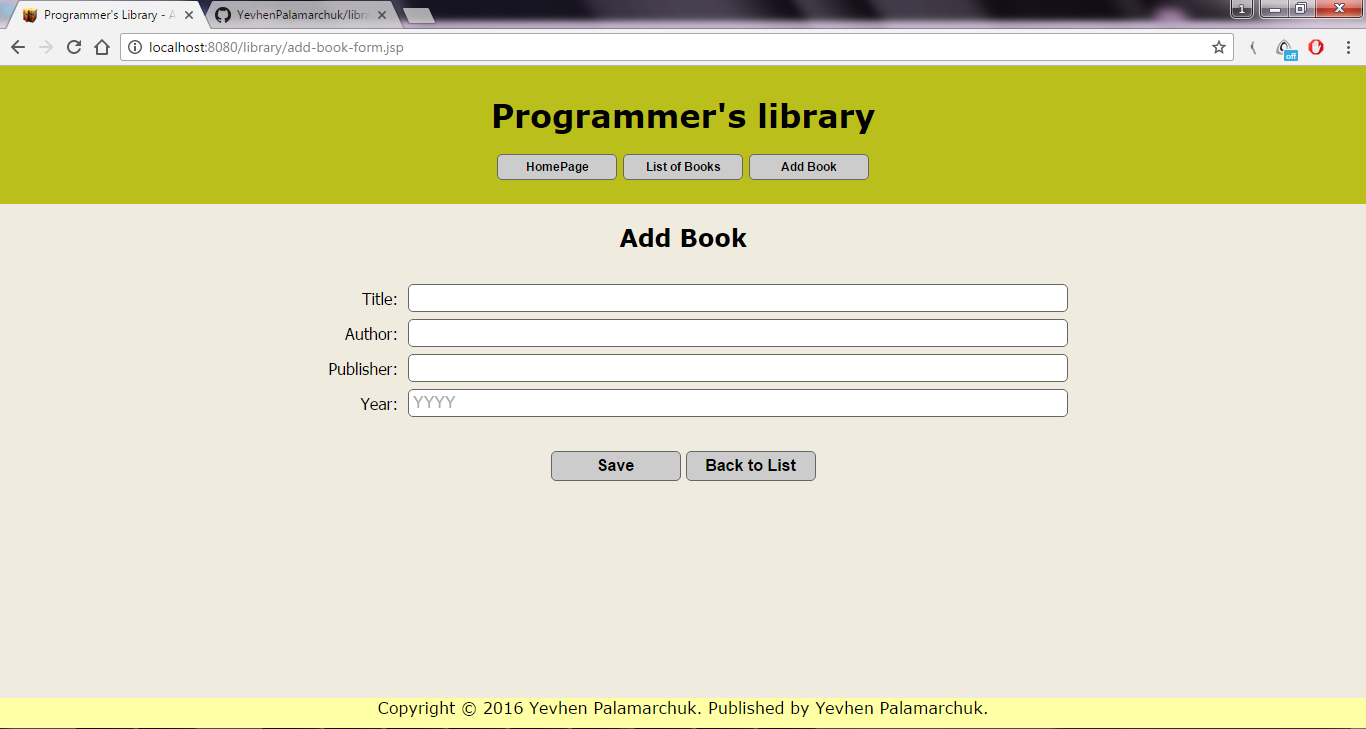 Programmer's Library - A
YevhenPalamarchuk/libra
1
localhost:8080/library/add-book-form.jsp
off
Programmer's library
HomePage List of Books Add Book
Add Book
Title:
Author:
Publisher:
Year: YYYY
Save Back to List
Copyright © 2016 Yevhen Palamarchuk. Published by Yevhen Palamarchuk.